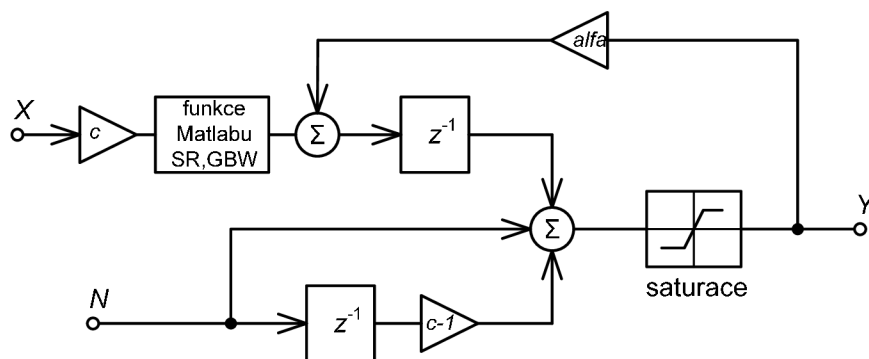 alfa
X
c
funkce
Matlabu
SR,GBW
Σ
z⁻¹
Σ
Y
saturace
N
z⁻¹
c-1